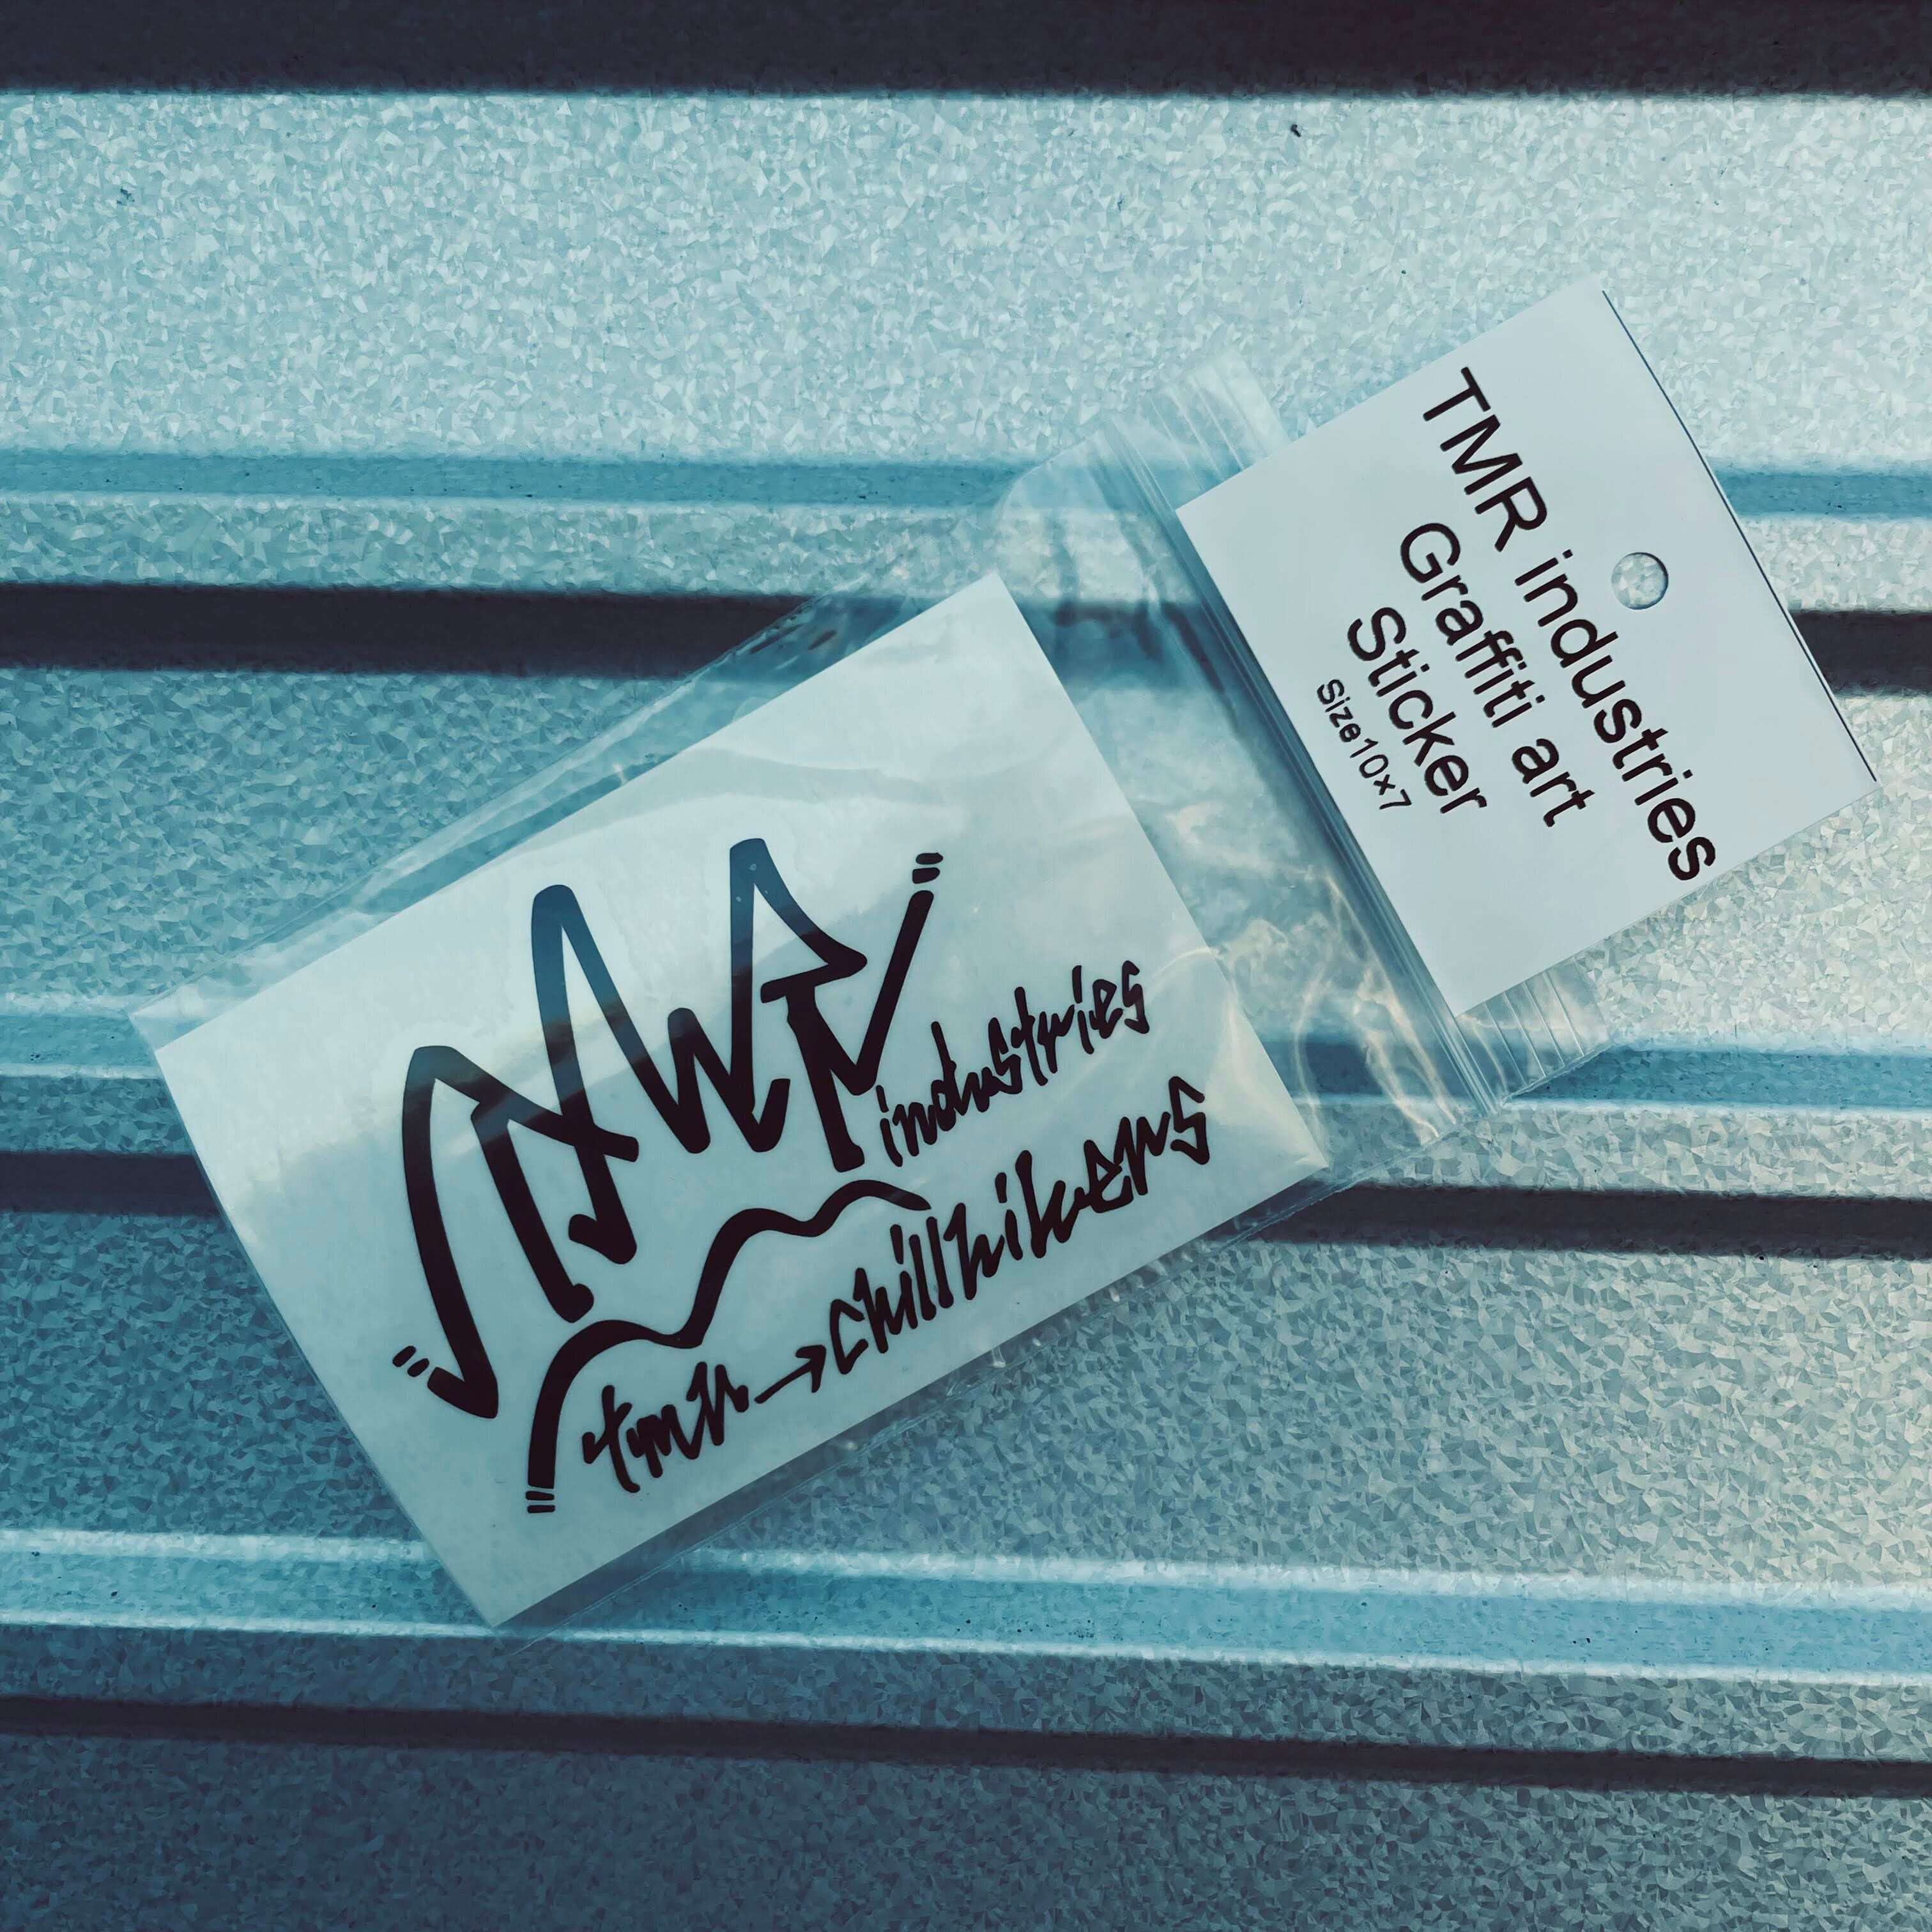 TMR industries
Graffiti art
Sticker
Size10×7
industries
tmr→chillhikers